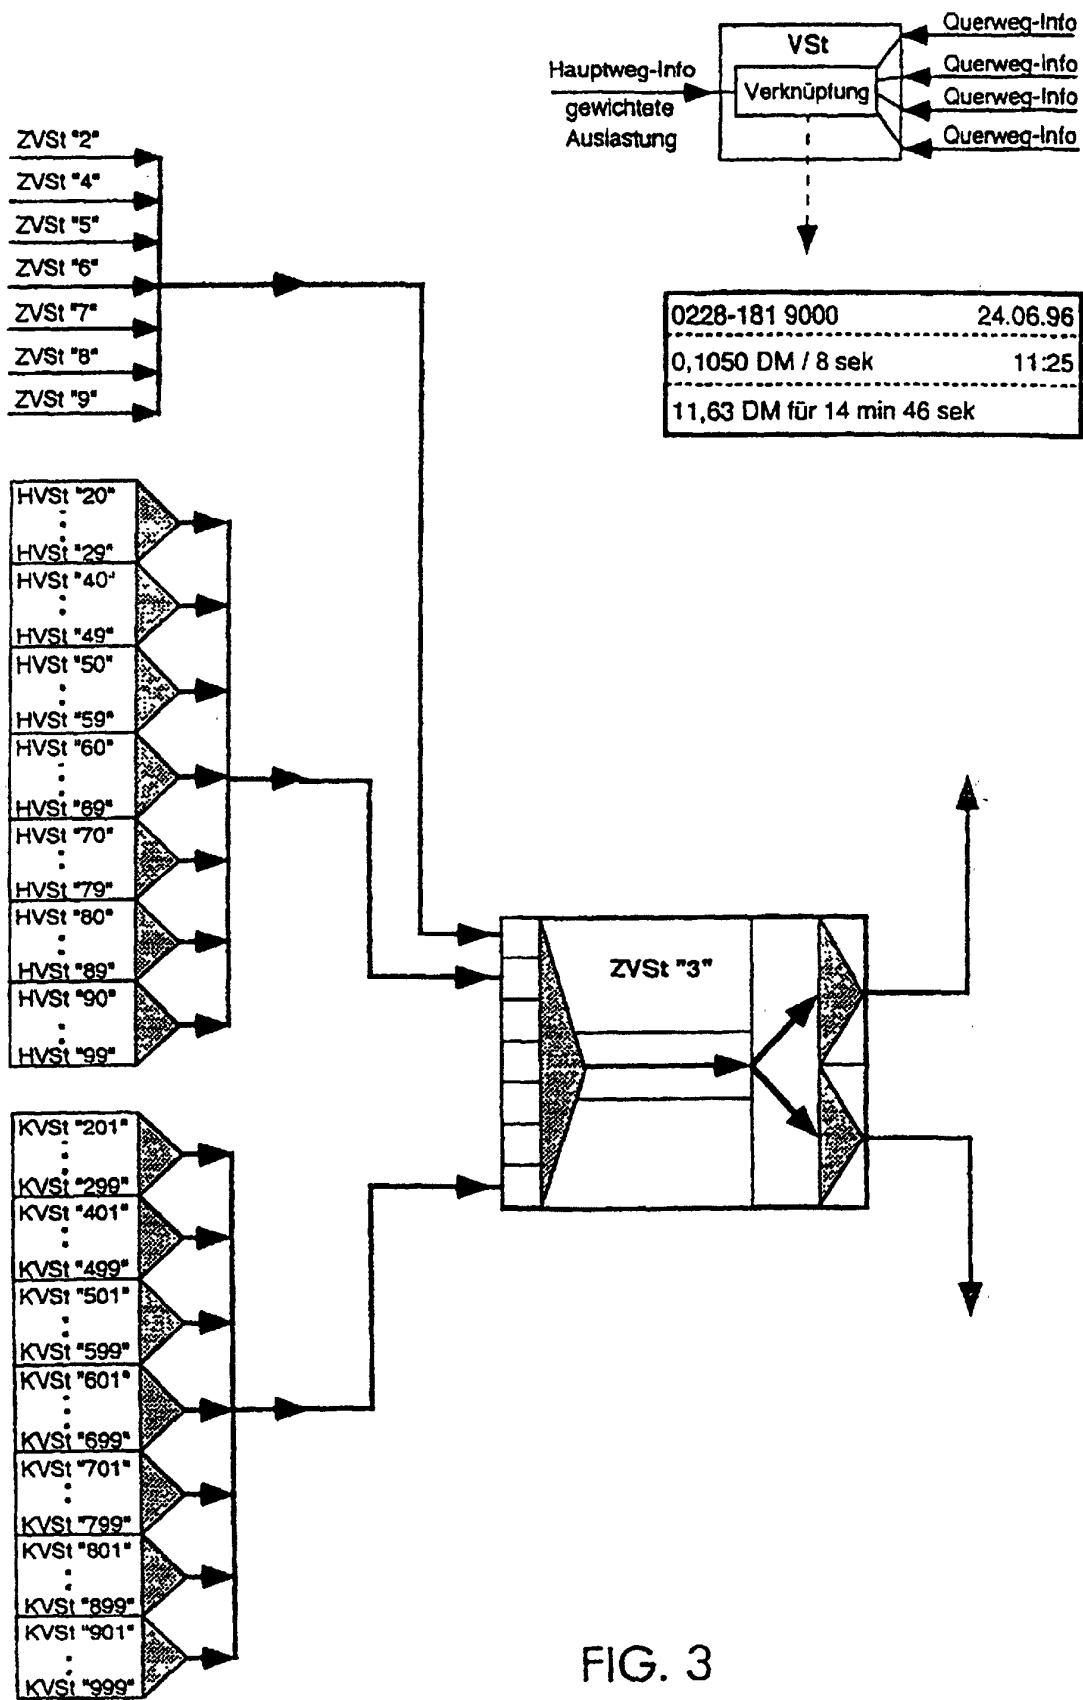 Querweg-Info
VSt
Hauptweg-Info
Querweg-Info
Verknüpfung
gewichtete
Querweg-Info
Auslastung
Querweg-Info
ZVSt "2"
ZVSt "4"
ZVSt "5"
ZVSt "6"
ZVSt "7"
ZVSt "8"
ZVSt "9"
0228-181 9000 24.06.96
0,1050 DM / 8 sek 11:25
11,63 DM für 14 min 46 sek
HVSt "20"
HVSt "29"
HVSt "40"
HVSt "49"
HVSt "50"
HVSt "59"
HVSt "60"
HVSt "69"
HVSt "70"
HVSt "79"
HVSt "80"
HVSt "89"
HVSt "90"
HVSt "99"
ZVSt "3"
KVSt "201"
KVSt "299"
KVSt "401"
KVSt "499"
KVSt "501"
KVSt "599"
KVSt "601"
KVSt "699"
KVSt "701"
KVSt "799"
KVSt "801"
KVSt "899"
KVSt "901"
KVSt "999"
FIG. 3